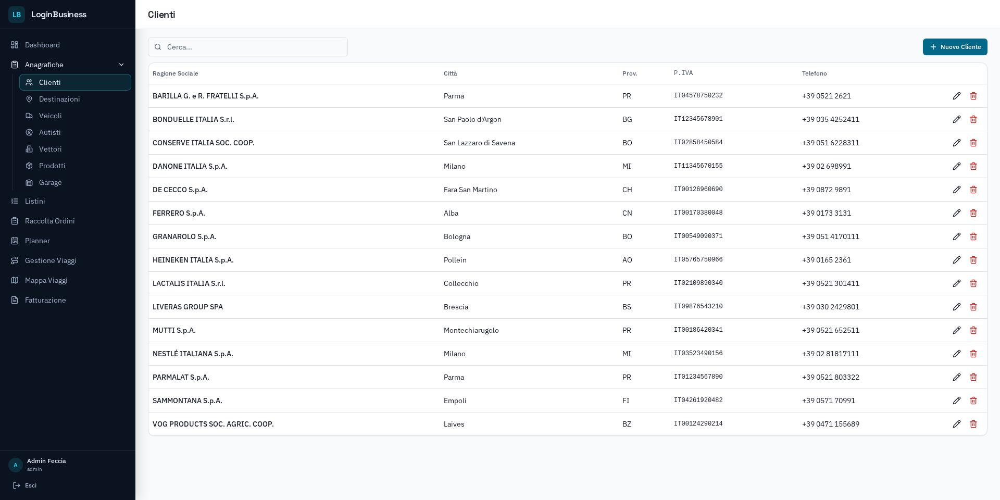 LB LoginBusiness
Clienti
Dashboard
Anagrafiche
Clienti
Destinazioni
Veicoli
Autisti
Vettori
Prodotti
Garage
Listini
Raccolta Ordini
Planner
Gestione Viaggi
Mappa Viaggi
Fatturazione
A Admin Feccia
admin
Esci
Cerca...
Nuovo Cliente
Ragione Sociale Città Prov. P.IVA Telefono
BARILLA G. e R. FRATELLI S.p.A. Parma PR IT04578750232 +39 0521 2621
BONDUELLE ITALIA S.r.l. San Paolo d'Argon BG IT12345678901 +39 035 4252411
CONSERVE ITALIA SOC. COOP. San Lazzaro di Savena BO IT02858450584 +39 051 6228311
DANONE ITALIA S.p.A. Milano MI IT11345670155 +39 02 698991
DE CECCO S.p.A. Fara San Martino CH IT00126960690 +39 0872 9891
FERRERO S.p.A. Alba CN IT00170380048 +39 0173 3131
GRANAROLO S.p.A. Bologna BO IT00549090371 +39 051 4170111
HEINEKEN ITALIA S.p.A. Pollein AO IT05765750966 +39 0165 2361
LACTALIS ITALIA S.r.l. Collecchio PR IT02109890340 +39 0521 301411
LIVERAS GROUP SPA Brescia BS IT09876543210 +39 030 2429801
MUTTI S.p.A. Montechiarugolo PR IT00186420341 +39 0521 652511
NESTLÉ ITALIANA S.p.A. Milano MI IT03523490156 +39 02 81817111
PARMALAT S.p.A. Parma PR IT01234567890 +39 0521 803322
SAMMONTANA S.p.A. Empoli FI IT04261920482 +39 0571 70991
VOG PRODUCTS SOC. AGRIC. COOP. Laives BZ IT00124290214 +39 0471 155689